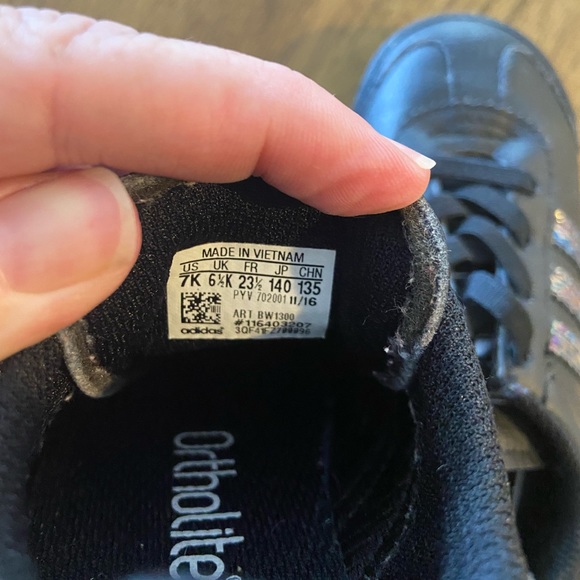 MADE IN VIETNAM
US UK FR JP CHN
7K 6½K 23½ 140 135
PYV 702001 11/16
ART BW1300
#116403207
adidas
Ortholite